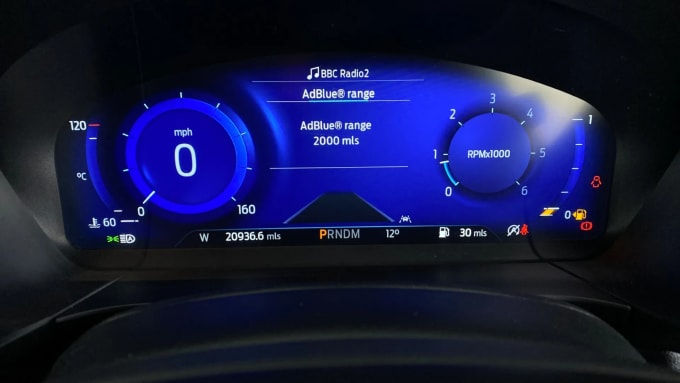 BBC Radio2
AdBlue® range
AdBlue® range
2000 mls
mph
0
0
160
120
°C
60
RPMx1000
0
1
2
3
4
5
6
1
0
W 20936.6 mls PRNDM 12° 30 mls